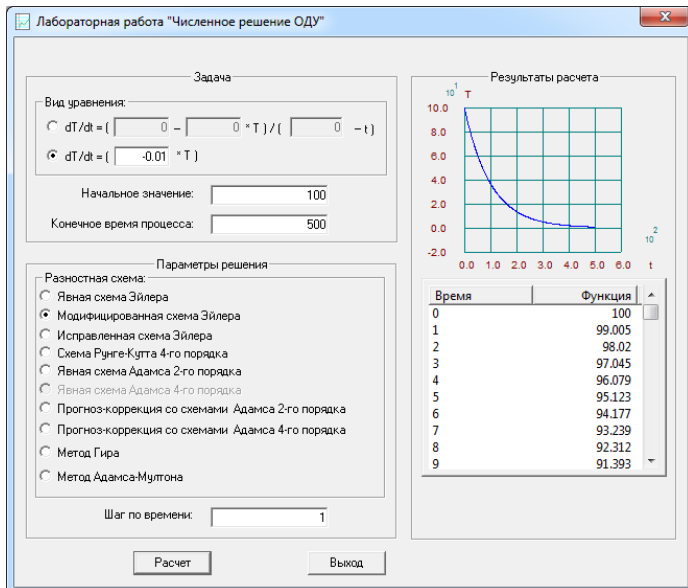 Лабораторная работа "Численное решение ОДУ"
x
Задача
Вид уравнения:
dT/dt = ( 0 - 0 * T ) / ( 0 - t )
dT/dt = ( -0.01 * T )
Начальное значение: 100
Конечное время процесса: 500
Параметры решения
Разностная схема:
Явная схема Эйлера
Модифицированная схема Эйлера
Исправленная схема Эйлера
Схема Рунге-Кутта 4-го порядка
Явная схема Адамса 2-го порядка
Явная схема Адамса 4-го порядка
Прогноз-коррекция со схемами Адамса 2-го порядка
Прогноз-коррекция со схемами Адамса 4-го порядка
Метод Гира
Метод Адамса-Мултона
Шаг по времени: 1
Расчет
Выход
Результаты расчета
10¹ T
10.0
8.0
6.0
4.0
2.0
0.0
-2.0
10²
0.0 1.0 2.0 3.0 4.0 5.0 6.0 t
Время Функция
0 100
1 99.005
2 98.02
3 97.045
4 96.079
5 95.123
6 94.177
7 93.239
8 92.312
9 91.393